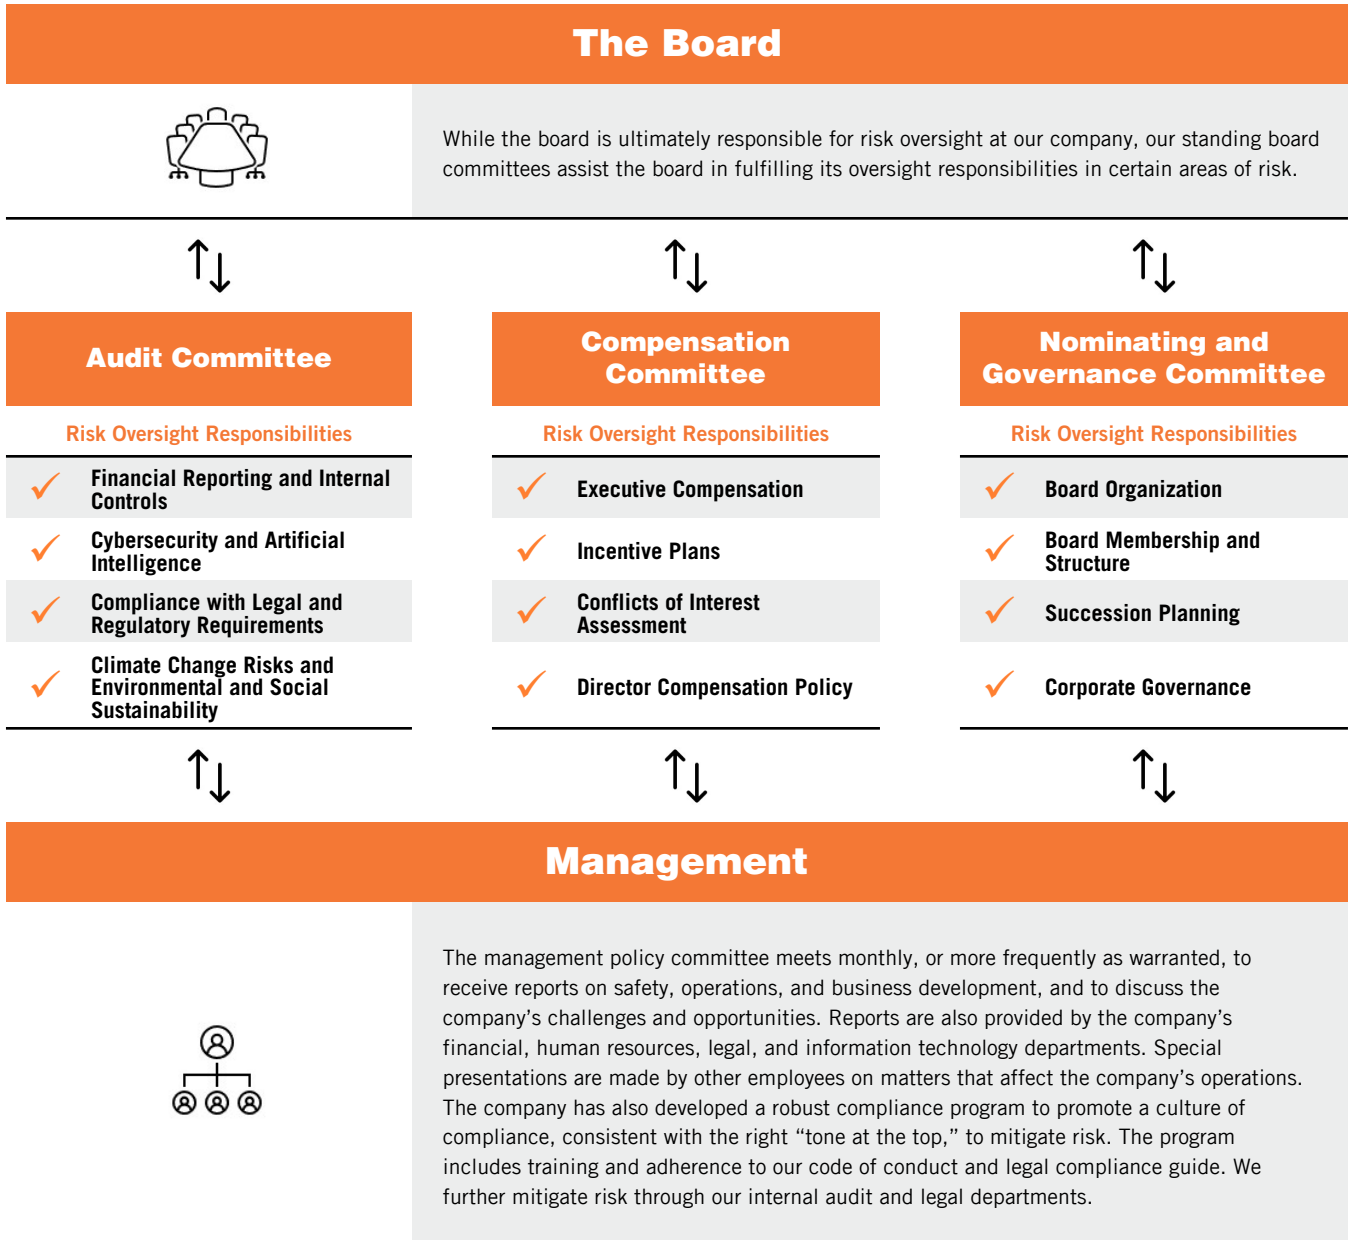 The Board
While the board is ultimately responsible for risk oversight at our company, our standing board
committees assist the board in fulfilling its oversight responsibilities in certain areas of risk.
Audit Committee
Risk Oversight Responsibilities
Financial Reporting and Internal
Controls
Cybersecurity and Artificial
Intelligence
Compliance with Legal and
Regulatory Requirements
Climate Change Risks and
Environmental and Social
Sustainability
Compensation
Committee
Risk Oversight Responsibilities
Executive Compensation
Incentive Plans
Conflicts of Interest
Assessment
Director Compensation Policy
Nominating and
Governance Committee
Risk Oversight Responsibilities
Board Organization
Board Membership and
Structure
Succession Planning
Corporate Governance
Management
The management policy committee meets monthly, or more frequently as warranted, to
receive reports on safety, operations, and business development, and to discuss the
company’s challenges and opportunities. Reports are also provided by the company’s
financial, human resources, legal, and information technology departments. Special
presentations are made by other employees on matters that affect the company’s operations.
The company has also developed a robust compliance program to promote a culture of
compliance, consistent with the right “tone at the top,” to mitigate risk. The program
includes training and adherence to our code of conduct and legal compliance guide. We
further mitigate risk through our internal audit and legal departments.